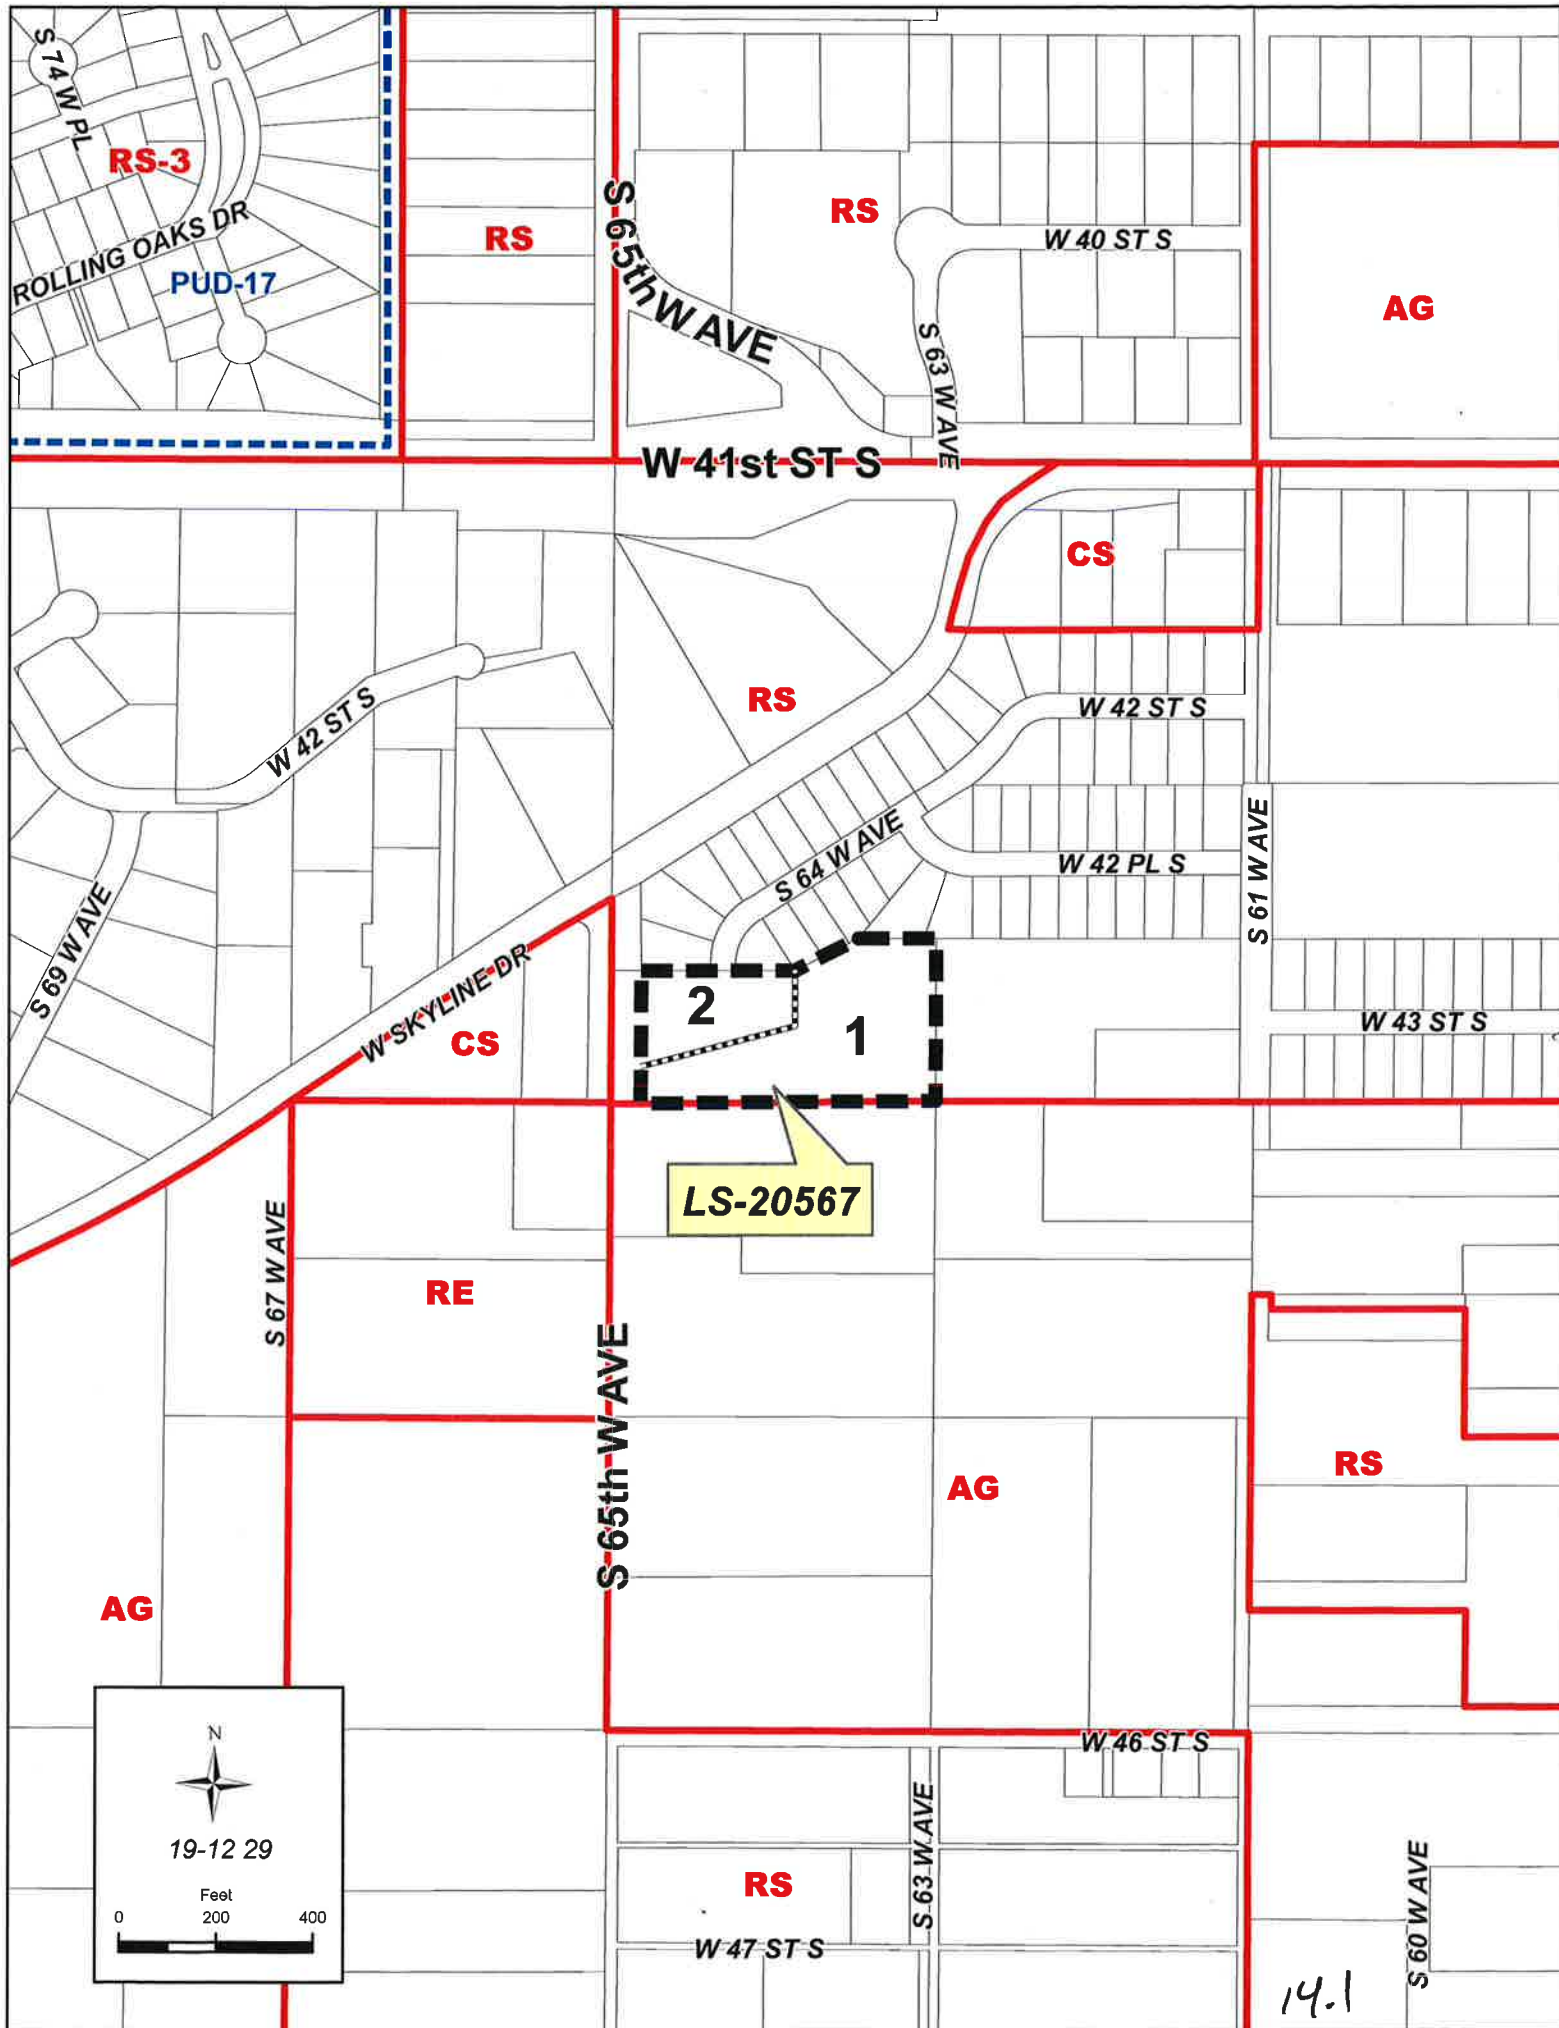 S 74 W PL
RS-3
ROLLING OAKS DR
PUD-17
RS
S 65th W AVE
RS
W 40 ST S
S 63 W AVE
AG
W 41st ST S
CS
W 42 ST S
RS
W 42 ST S
S 64 W AVE
W 42 PL S
S 61 W AVE
S 69 W AVE
W SKYLINE DR
CS
2
1
W 43 ST S
LS-20567
S 67 W AVE
RE
S 65th W AVE
AG
RS
AG
N
19-12 29
Feet
0 200 400
W 46 ST S
S 63 W AVE
RS
W 47 ST S
S 60 W AVE
14.1